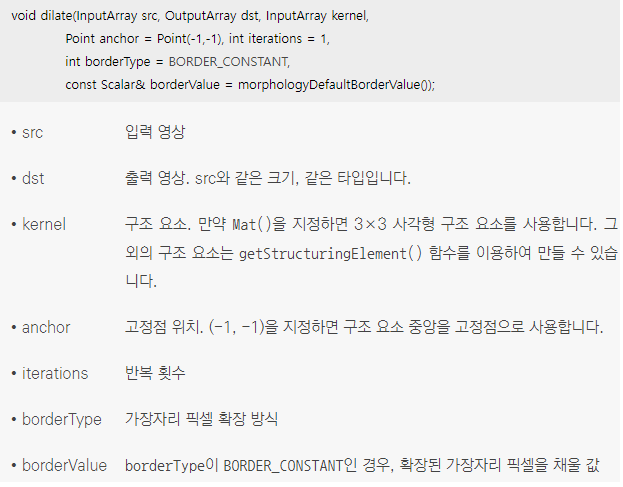 void dilate(InputArray src, OutputArray dst, InputArray kernel,
Point anchor = Point(-1,-1), int iterations = 1,
int borderType = BORDER_CONSTANT,
const Scalar& borderValue = morphologyDefaultBorderValue());
• src 입력 영상
• dst 출력 영상. src와 같은 크기, 같은 타입입니다.
• kernel 구조 요소. 만약 Mat()을 지정하면 3×3 사각형 구조 요소를 사용합니다. 그
외의 구조 요소는 getStructuringElement() 함수를 이용하여 만들 수 있습
니다.
• anchor 고정점 위치. (-1, -1)을 지정하면 구조 요소 중앙을 고정점으로 사용합니다.
• iterations 반복 횟수
• borderType 가장자리 픽셀 확장 방식
• borderValue borderType이 BORDER_CONSTANT인 경우, 확장된 가장자리 픽셀을 채울 값